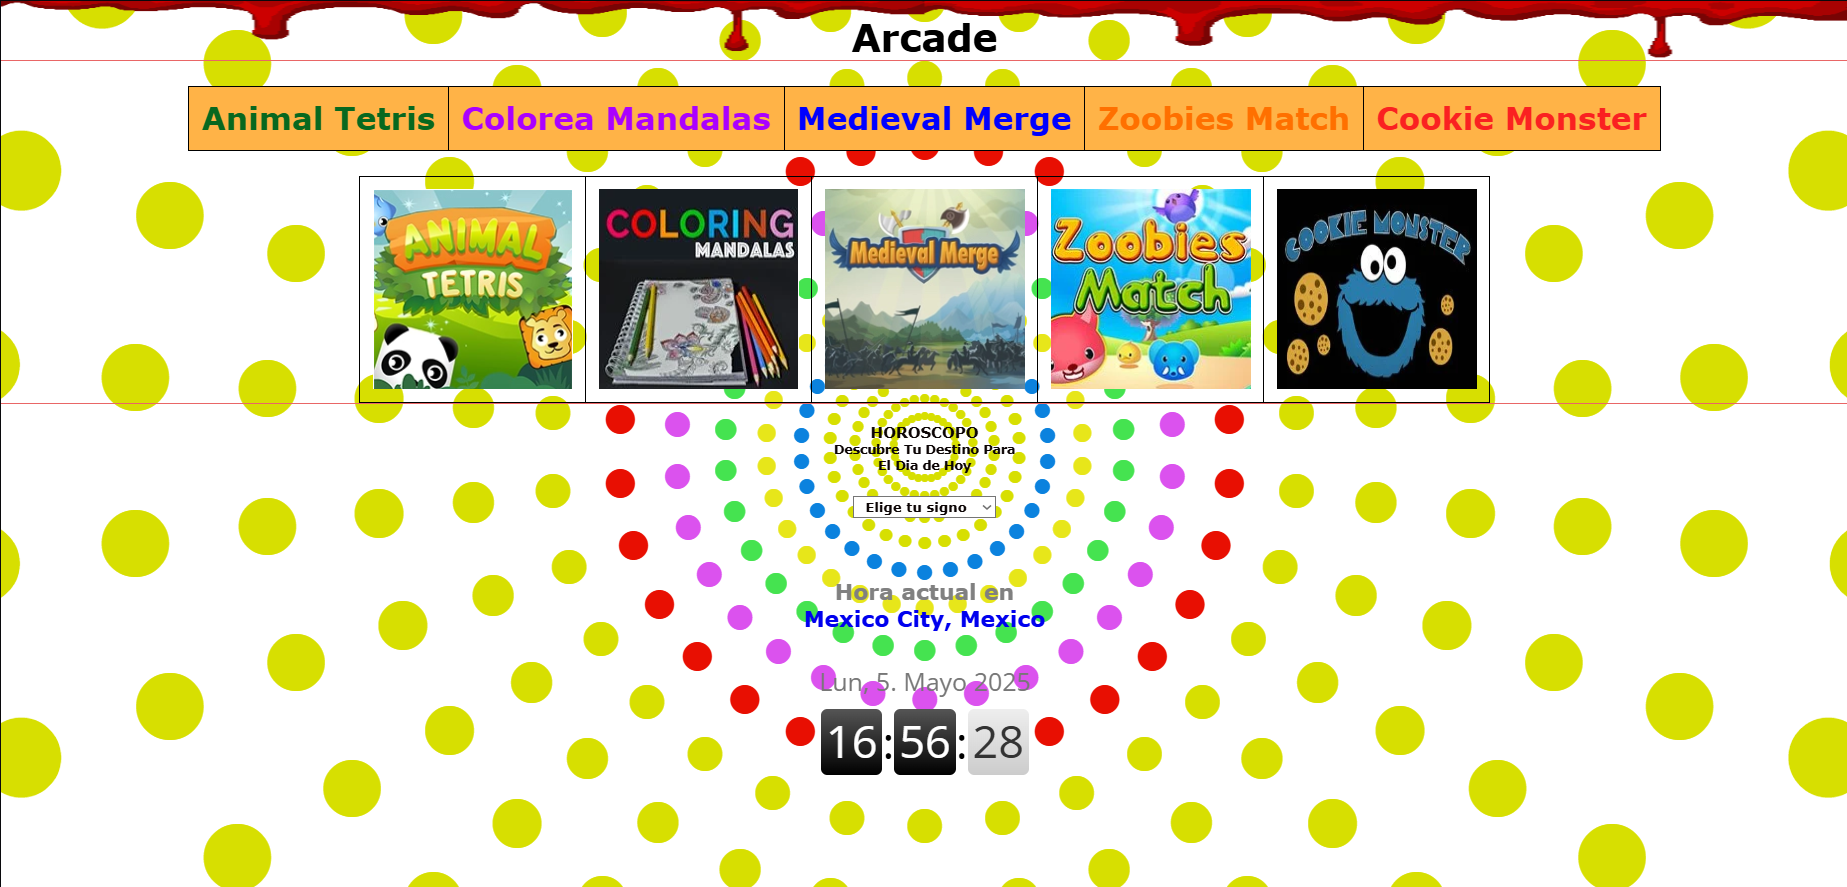 Arcade
Animal Tetris Colorea Mandalas Medieval Merge Zoobies Match Cookie Monster
ANIMAL
TETRIS
COLORING
MANDALAS
Medieval Merge
Zoobies
Match
COOKIE MONSTER
HOROSCOPO
Descubre Tu Destino Para
El Dia de Hoy
Elige tu signo
Hora actual en
Mexico City, Mexico
Lun, 5. Mayo 2025
16:56:28